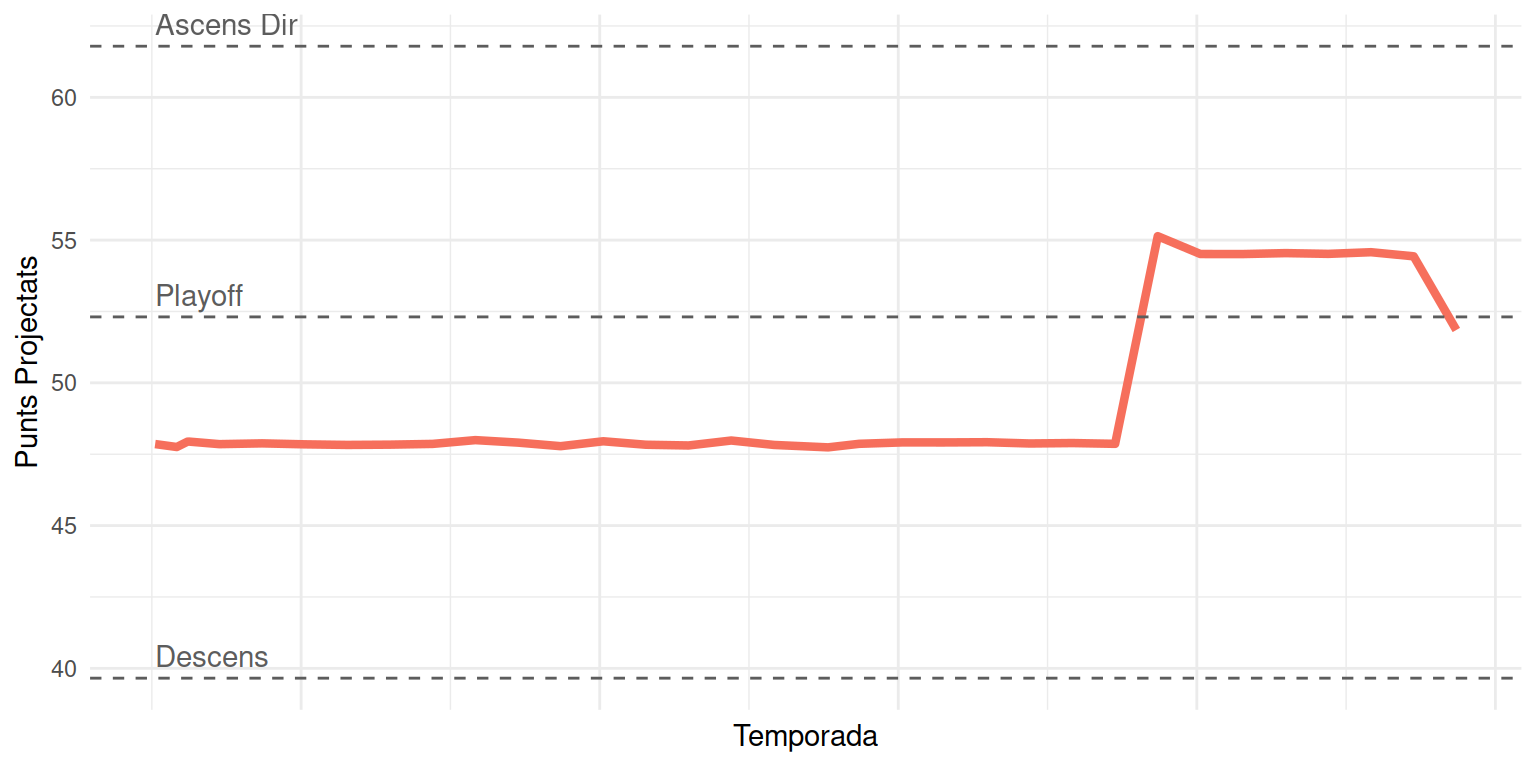 Ascens Dir
60
55
Playoff
Punts Projectats
50
45
Descens
40
Temporada